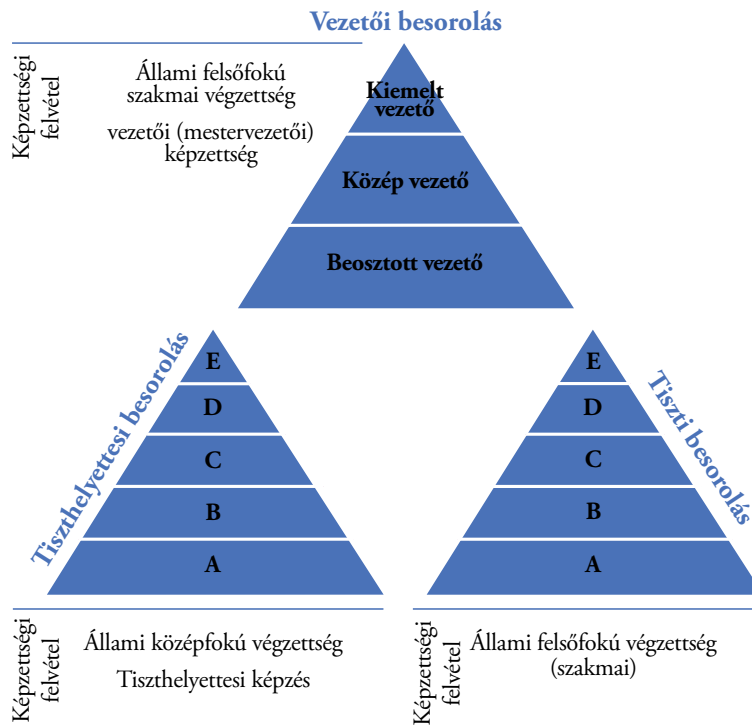 Vezetői besorolás
Képzettségi
felvétel
Állami felsőfokú
szakmai végzettség
vezetői (mestervezetői)
képzettség
Kiemelt
vezető
Közép vezető
Beosztott vezető
Tiszthelyettesi besorolás
E
D
C
B
A
Tiszti besorolás
E
D
C
B
A
Képzettségi
felvétel
Állami középfokú végzettség
Tiszthelyettesi képzés
Képzettségi
felvétel
Állami felsőfokú végzettség
(szakmai)